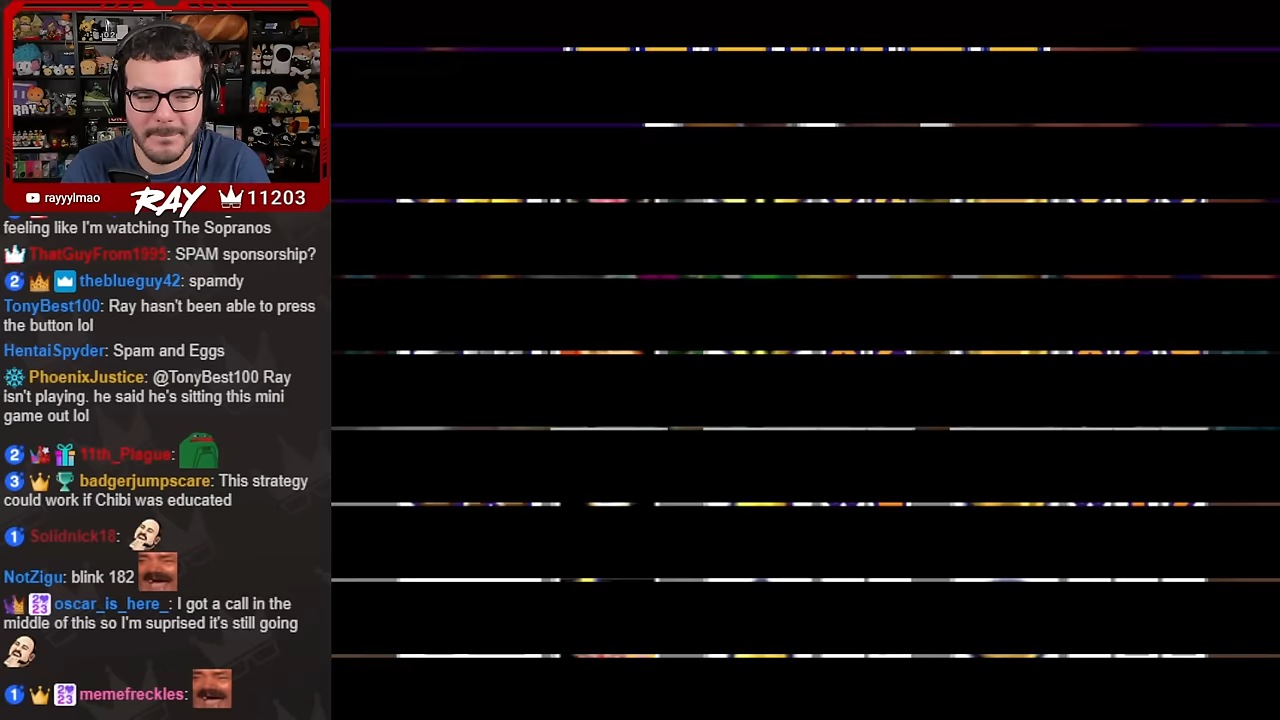 rayyylmao RAY 11203
feeling like I'm watching The Sopranos
ThatGuyFrom1995: SPAM sponsorship?
2 theblueguy42: spamdy
TonyBest100: Ray hasn't been able to press
the button lol
HentaiSpyder: Spam and Eggs
PhoenixJustice: @TonyBest100 Ray
isn't playing. he said he's sitting this mini
game out lol
2 11th_Plague:
3 badgerjumpscare: This strategy
could work if Chibi was educated
1 Solidnick18:
NotZigu: blink 182
2023 oscar_is_here_: I got a call in the
middle of this so I'm suprised it's still going
1 2023 memefreckles: